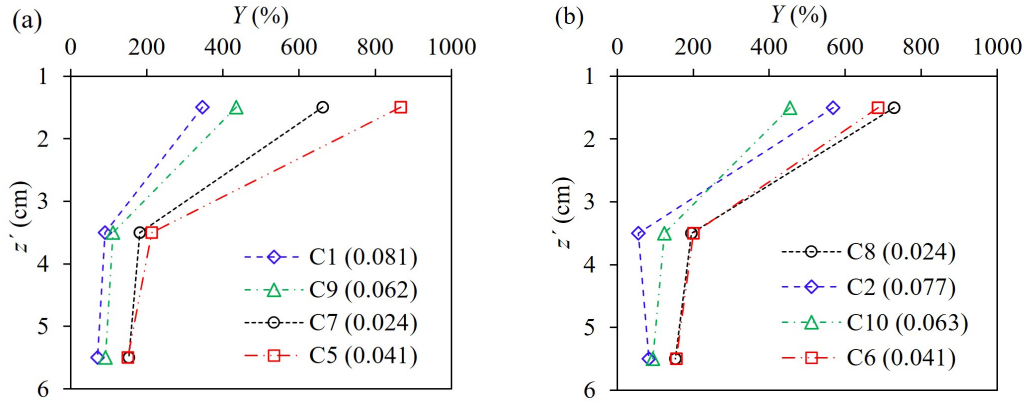 (a)
Y (%)
0 200 400 600 800 1000
1
2
3
4
5
6
z′ (cm)
C1 (0.081)
C9 (0.062)
C7 (0.024)
C5 (0.041)
(b)
Y (%)
0 200 400 600 800 1000
1
2
3
4
5
6
z′ (cm)
C8 (0.024)
C2 (0.077)
C10 (0.063)
C6 (0.041)